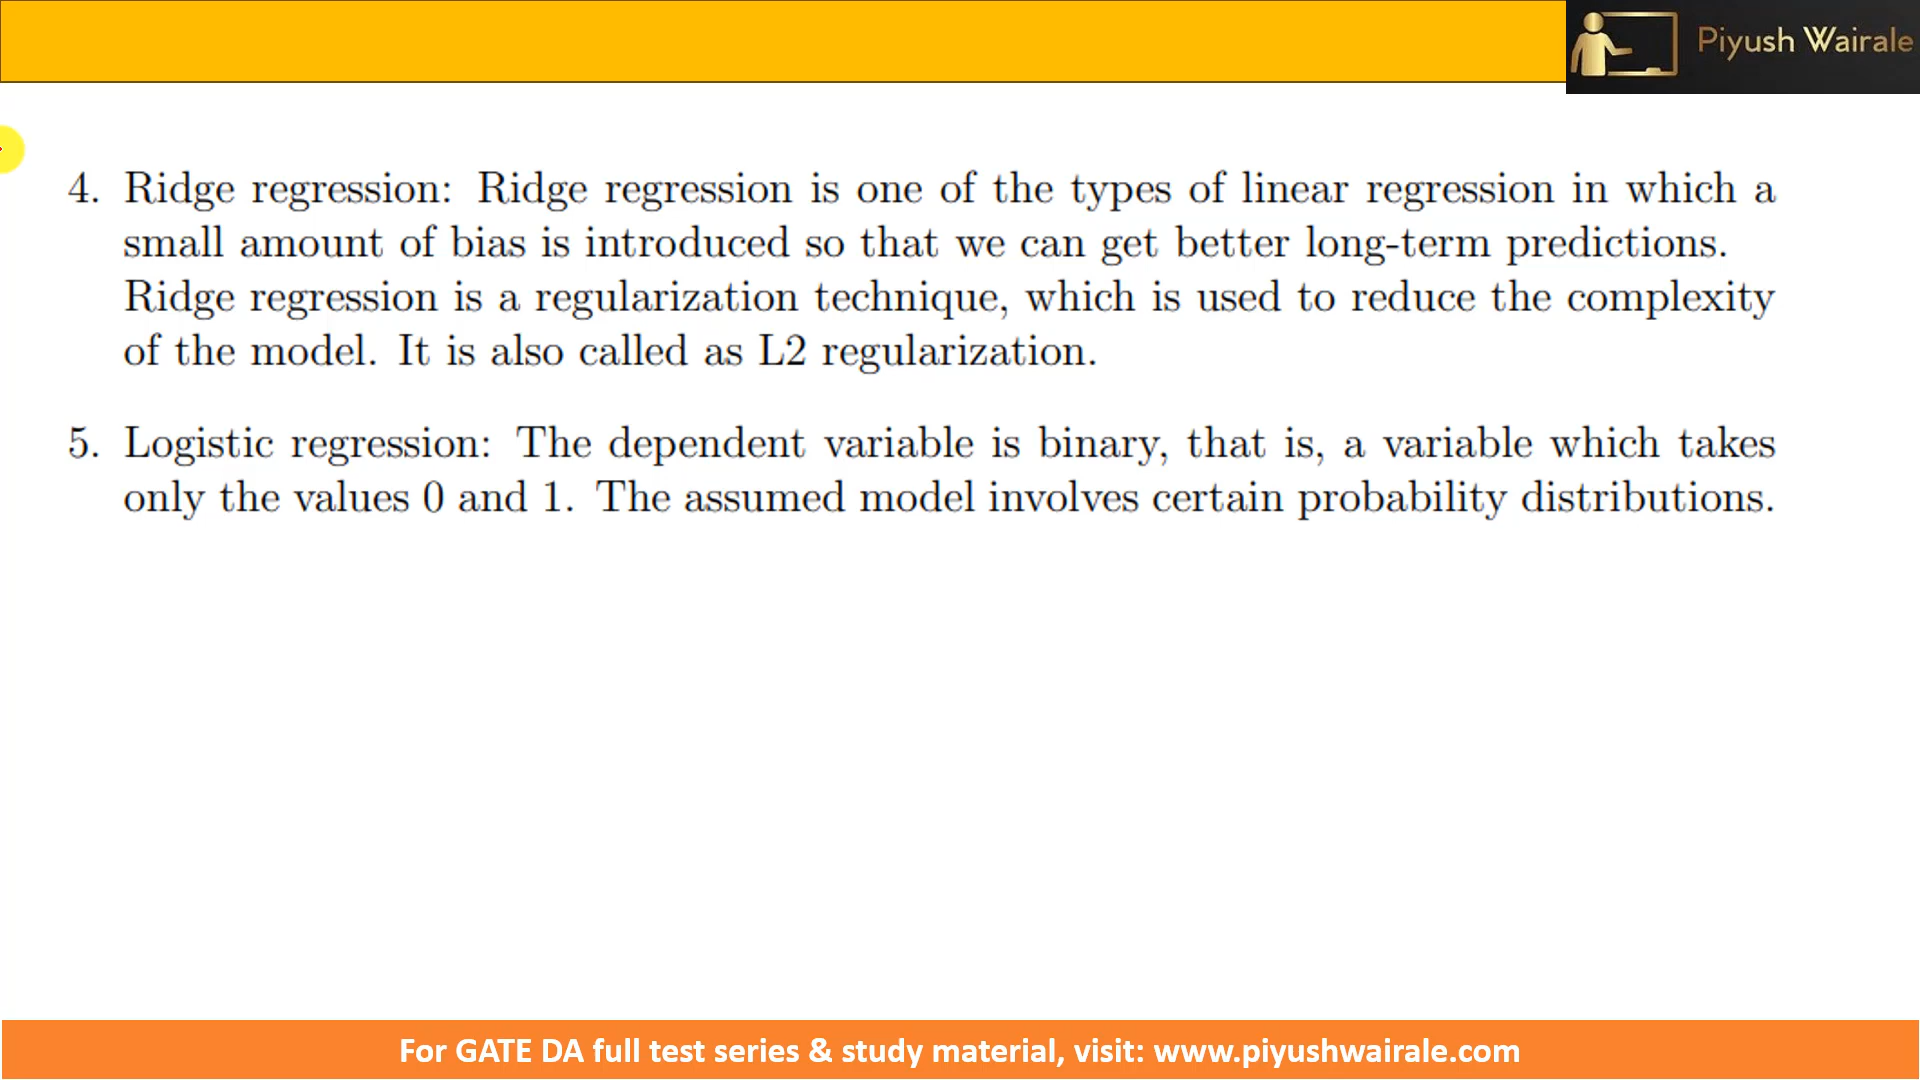 Piyush Wairale
4. Ridge regression: Ridge regression is one of the types of linear regression in which a
small amount of bias is introduced so that we can get better long-term predictions.
Ridge regression is a regularization technique, which is used to reduce the complexity
of the model. It is also called as L2 regularization.
5. Logistic regression: The dependent variable is binary, that is, a variable which takes
only the values 0 and 1. The assumed model involves certain probability distributions.
For GATE DA full test series & study material, visit: www.piyushwairale.com